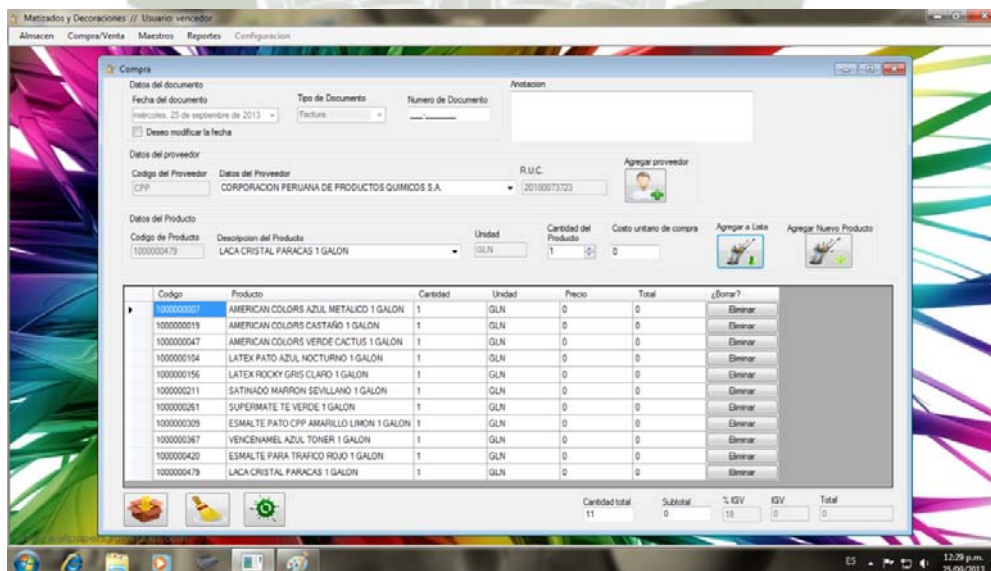 Matizados y Decoraciones // Usuario: vencedor
Almacen Compra/Venta Maestros Reportes Configuracion
Compra
Datos del documento
Anotacion
Fecha del documento Tipo de Documento Numero de Documento
miércoles, 25 de septiembre de 2013 Factura __-______
Deseo modificar la fecha
Datos del proveedor
Agregar proveedor
Codigo del Proveedor Datos del Proveedor R.U.C.
CPP CORPORACION PERUANA DE PRODUCTOS QUIMICOS S.A. 20100073723
Datos del Producto
Codigo de Producto Descripcion del Producto Unidad Cantidad del Producto Costo unitario de compra Agregar a Lista Agregar Nuevo Producto
1000000479 LACA CRISTAL PARACAS 1 GALON GLN 1 0
Codigo Producto Cantidad Unidad Precio Total ¿Borrar?
1000000007 AMERICAN COLORS AZUL METALICO 1 GALON 1 GLN 0 0 Eliminar
1000000019 AMERICAN COLORS CASTAÑO 1 GALON 1 GLN 0 0 Eliminar
1000000047 AMERICAN COLORS VERDE CACTUS 1 GALON 1 GLN 0 0 Eliminar
1000000104 LATEX PATO AZUL NOCTURNO 1 GALON 1 GLN 0 0 Eliminar
1000000156 LATEX ROCKY GRIS CLARO 1 GALON 1 GLN 0 0 Eliminar
1000000211 SATINADO MARRON SEVILLANO 1 GALON 1 GLN 0 0 Eliminar
1000000261 SUPERMATE TE VERDE 1 GALON 1 GLN 0 0 Eliminar
1000000309 ESMALTE PATO CPP AMARILLO LIMON 1 GALON 1 GLN 0 0 Eliminar
1000000367 VENCENAMEL AZUL TONER 1 GALON 1 GLN 0 0 Eliminar
1000000420 ESMALTE PARA TRAFICO ROJO 1 GALON 1 GLN 0 0 Eliminar
1000000479 LACA CRISTAL PARACAS 1 GALON 1 GLN 0 0 Eliminar
Cantidad total Subtotal % IGV IGV Total
11 0 18 0 0
ES 12:29 p.m.
25/09/2013